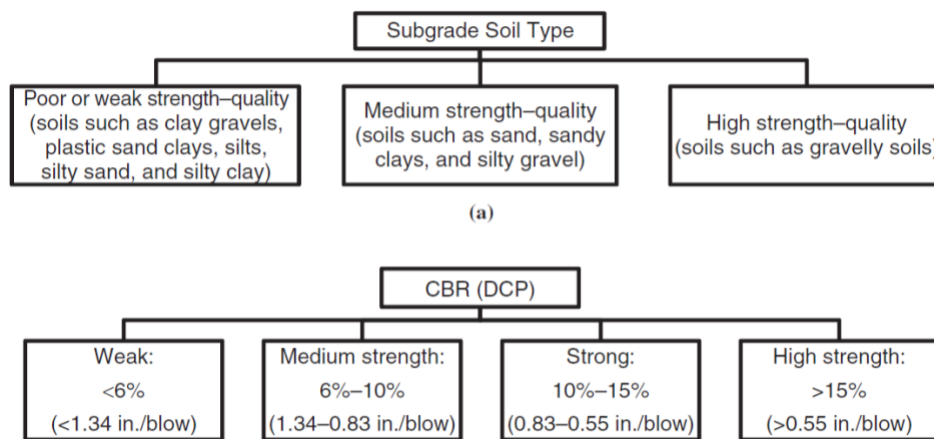 Subgrade Soil Type
Poor or weak strength–quality
(soils such as clay gravels,
plastic sand clays, silts,
silty sand, and silty clay)
Medium strength–quality
(soils such as sand, sandy
clays, and silty gravel)
High strength–quality
(soils such as gravelly soils)
(a)
CBR (DCP)
Weak:
<6%
(<1.34 in./blow)
Medium strength:
6%–10%
(1.34–0.83 in./blow)
Strong:
10%–15%
(0.83–0.55 in./blow)
High strength:
>15%
(>0.55 in./blow)